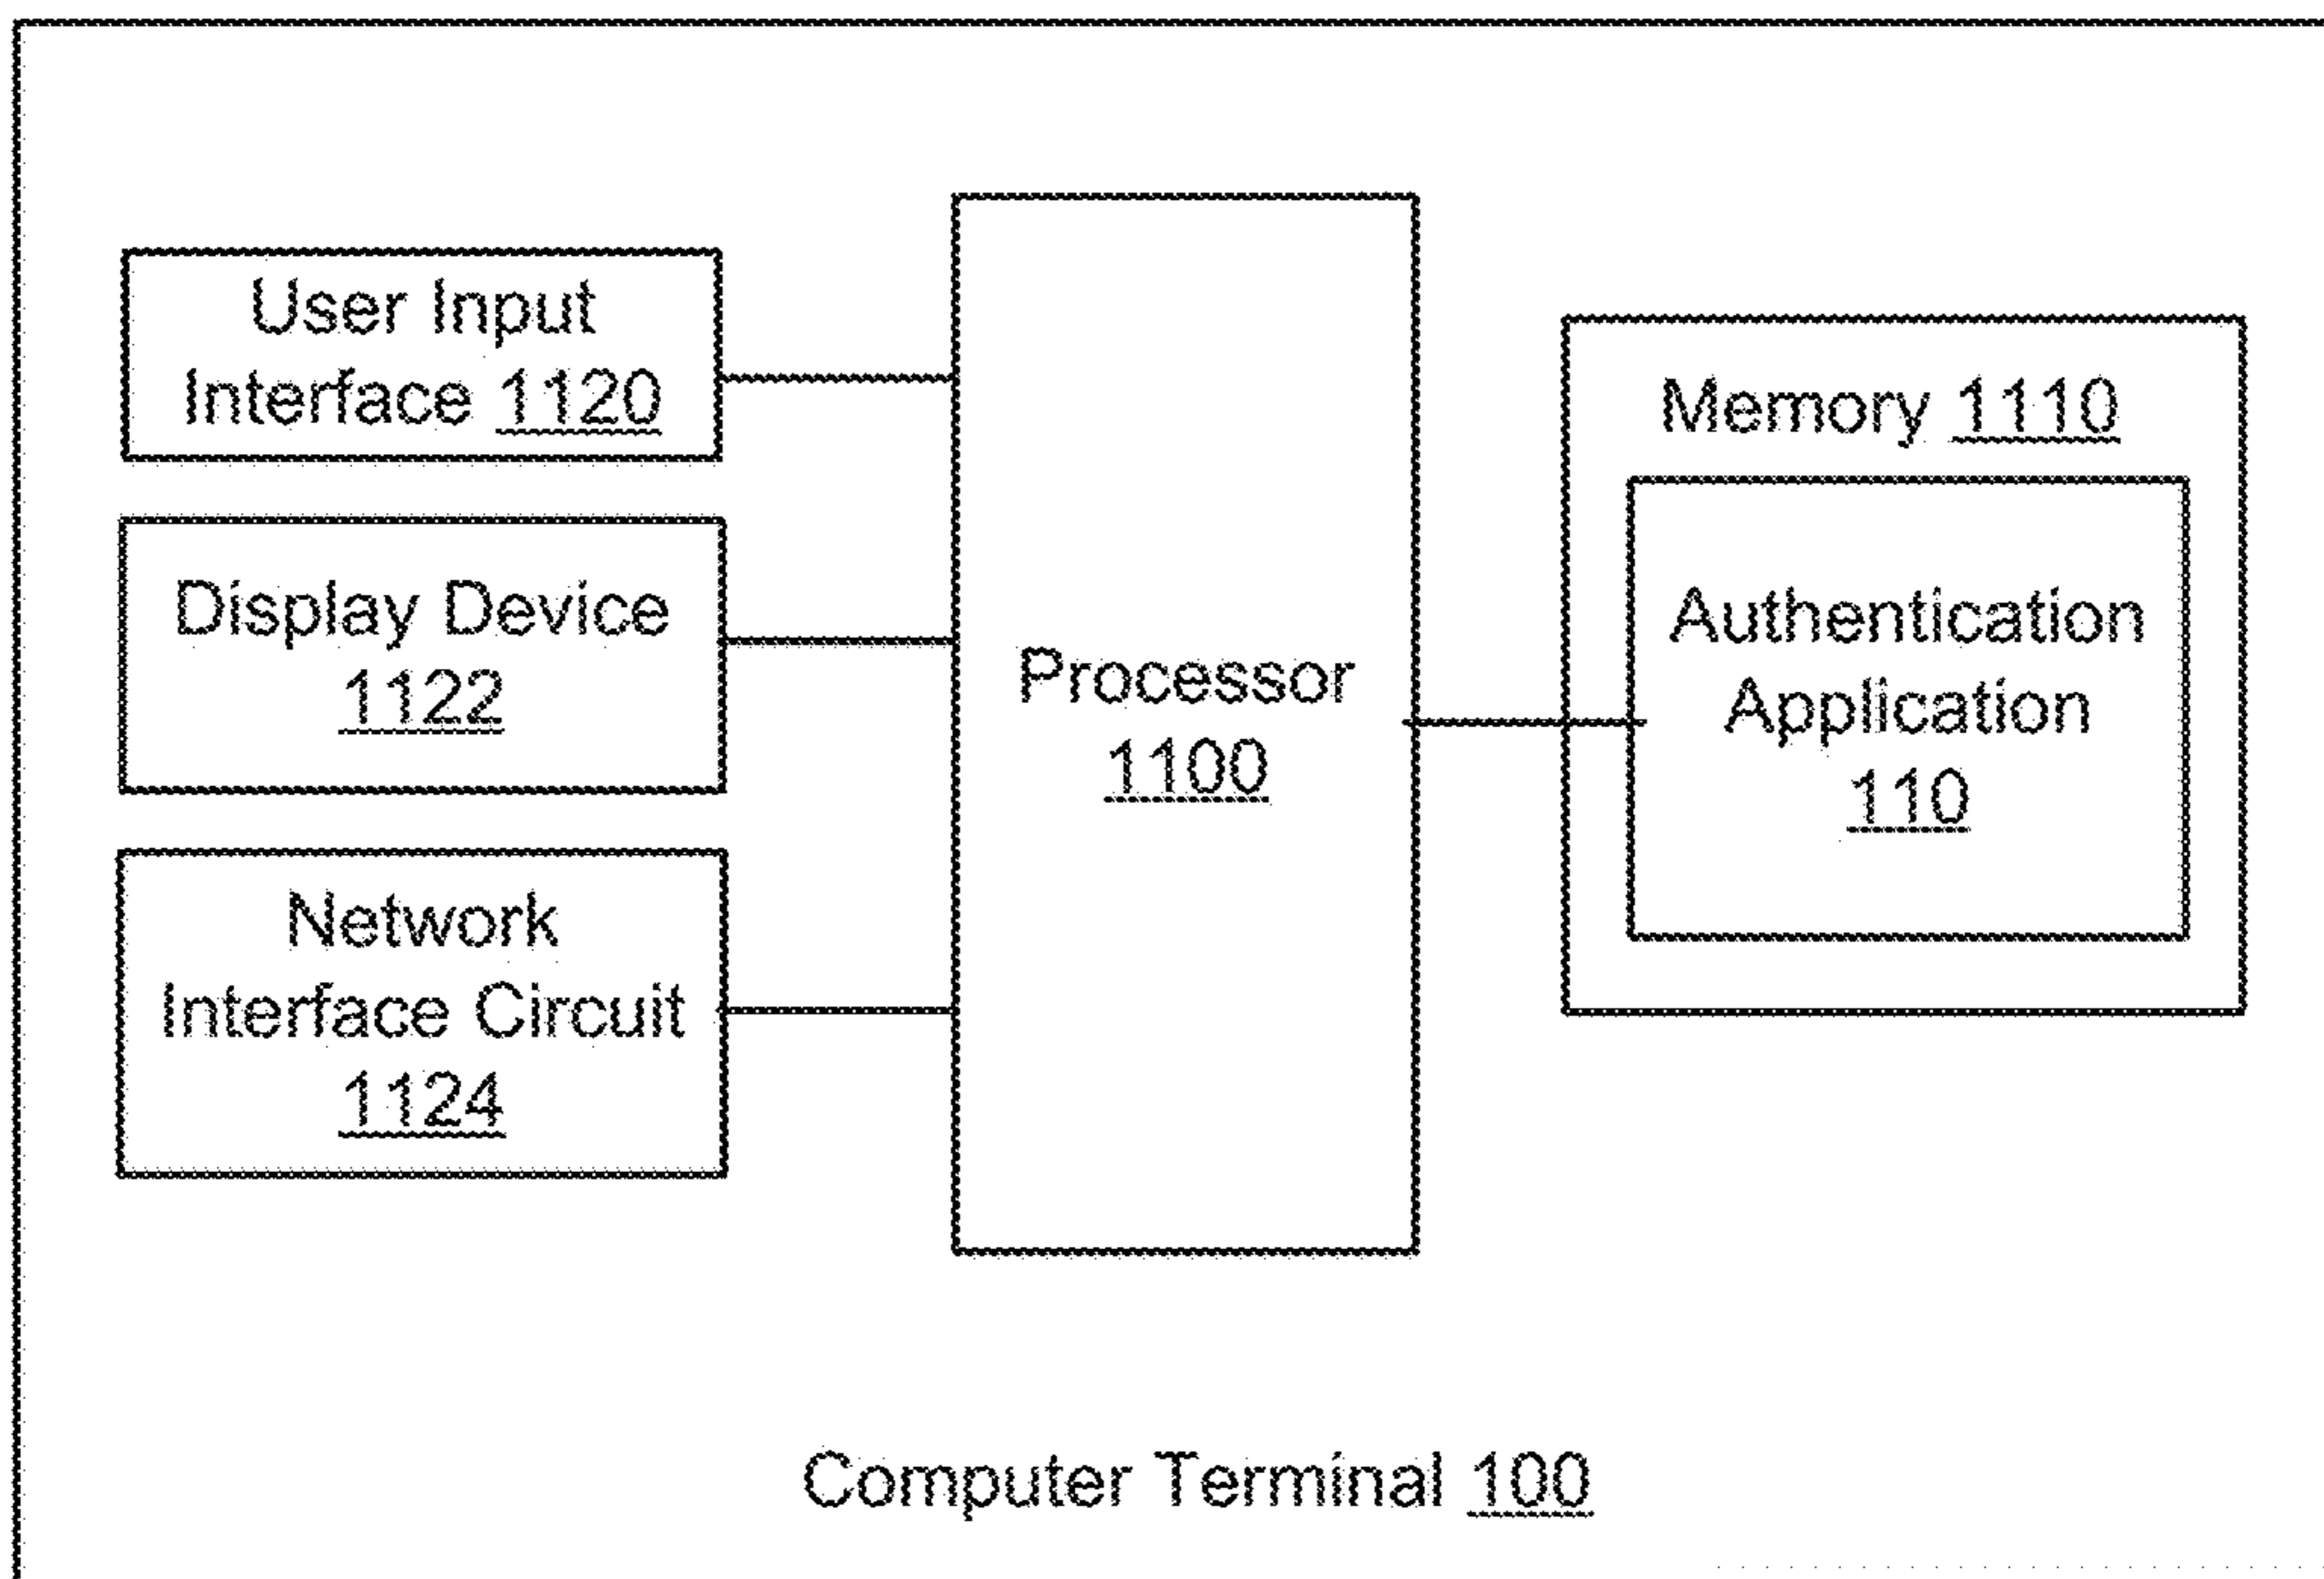 User Input
Interface 1120
Display Device
1122
Network
Interface Circuit
1124
Processor
1100
Memory 1110
Authentication
Application
110
Computer Terminal 100